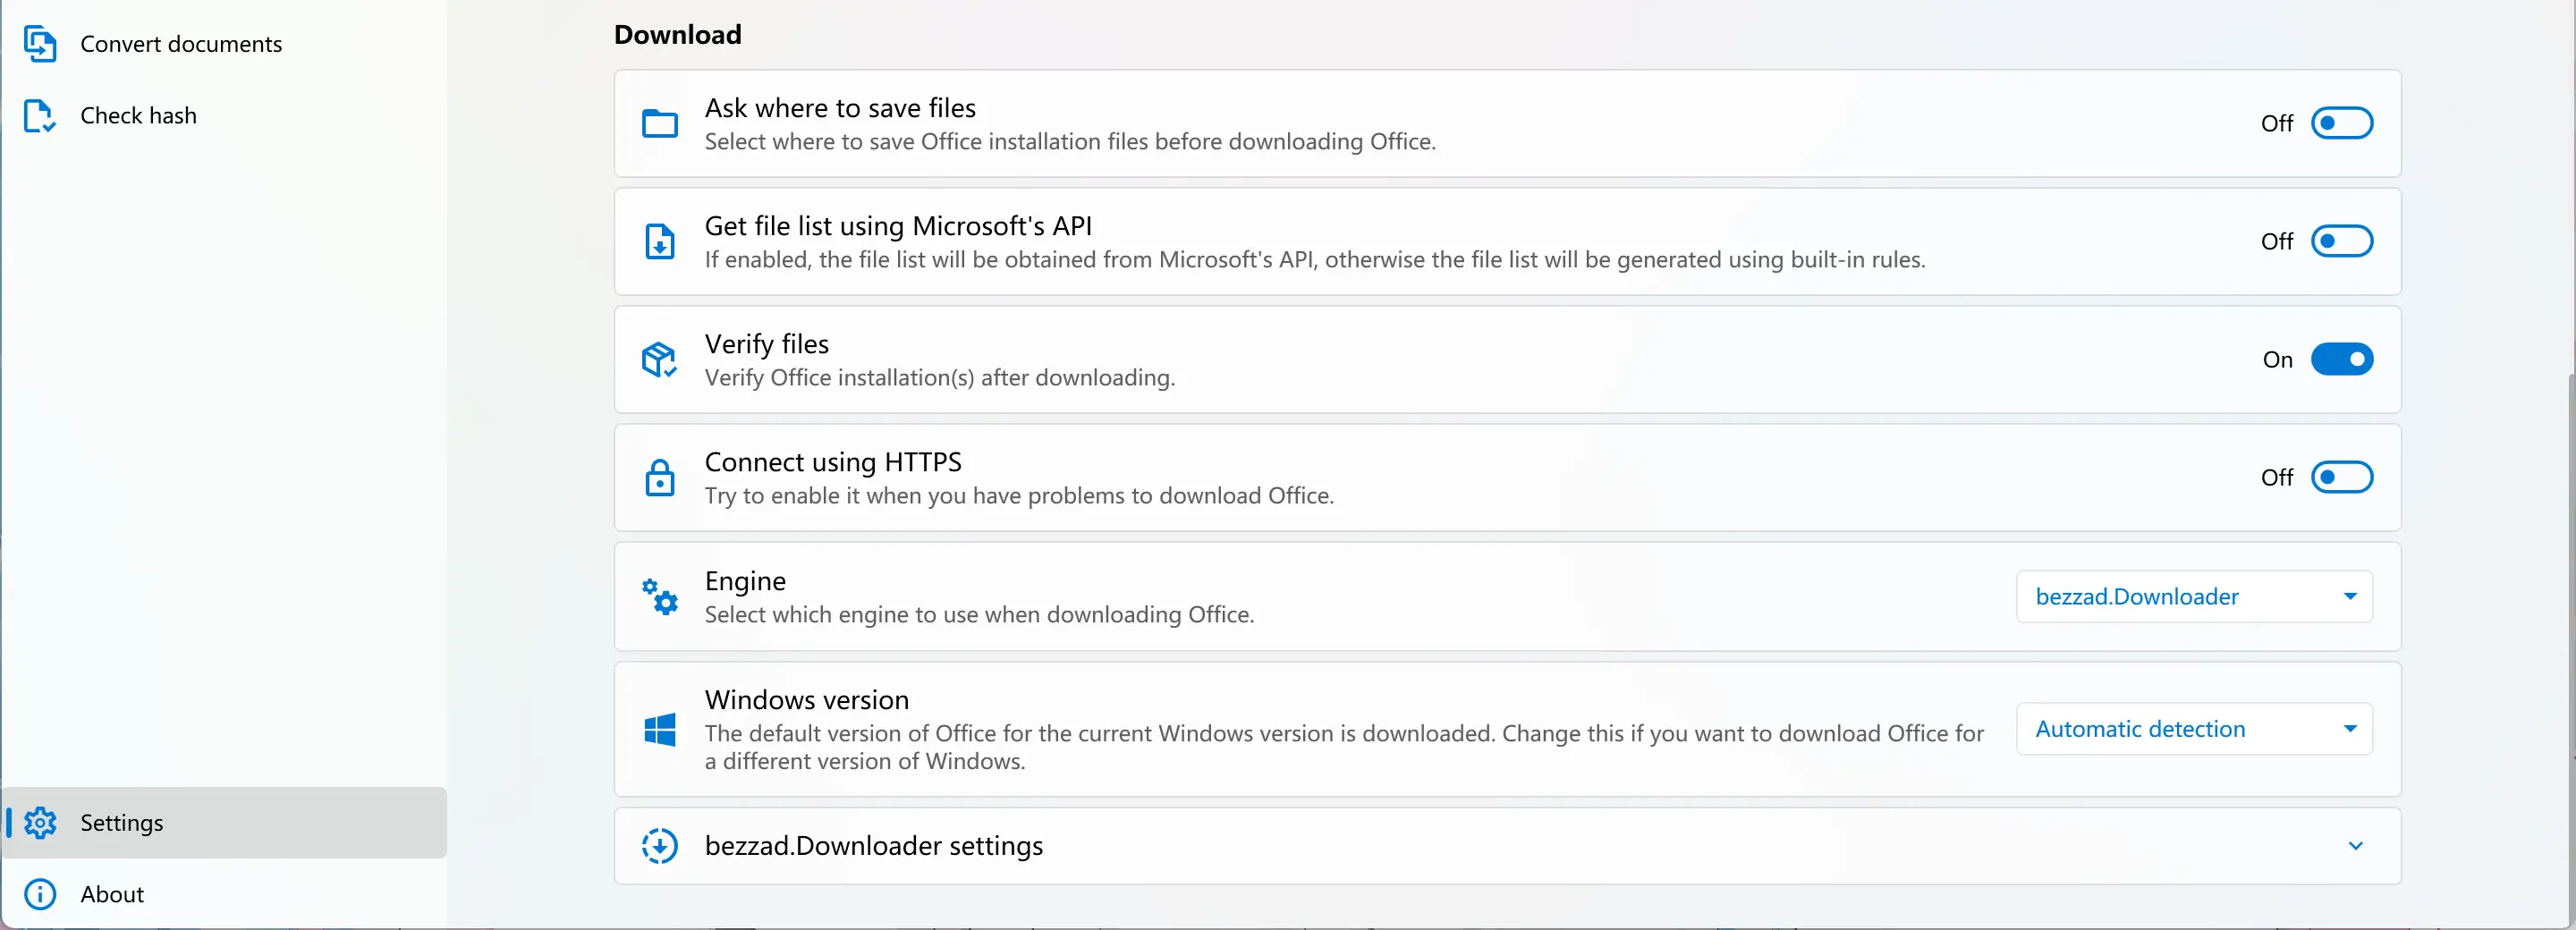 Convert documents
Check hash
Settings
About
Download
Ask where to save files
Select where to save Office installation files before downloading Office.
Off
Get file list using Microsoft's API
If enabled, the file list will be obtained from Microsoft's API, otherwise the file list will be generated using built-in rules.
Off
Verify files
Verify Office installation(s) after downloading.
On
Connect using HTTPS
Try to enable it when you have problems to download Office.
Off
Engine
Select which engine to use when downloading Office.
bezzad.Downloader
Windows version
The default version of Office for the current Windows version is downloaded. Change this if you want to download Office for
a different version of Windows.
Automatic detection
bezzad.Downloader settings